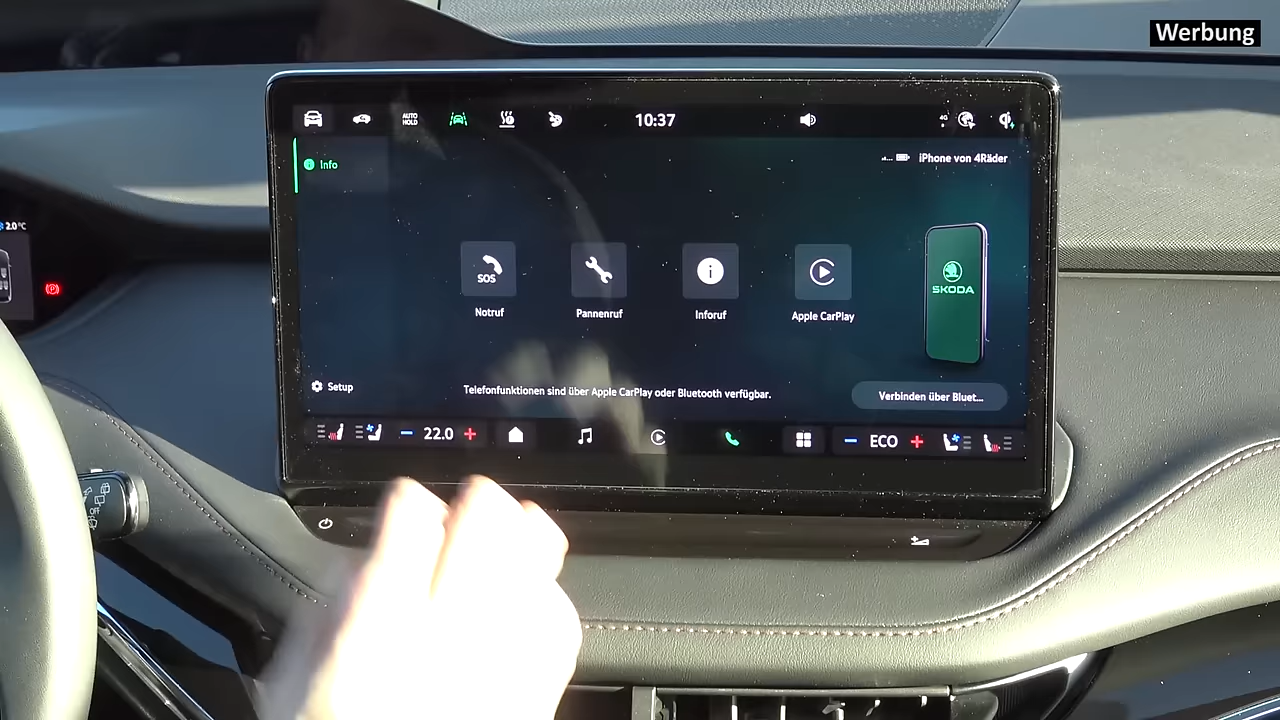 Werbung
AUTO
HOLD
10:37
4G
Info
iPhone von 4Räder
2.0°C
SOS
SKODA
Notruf
Pannenruf
Inforuf
Apple CarPlay
Setup
Telefonfunktionen sind über Apple CarPlay oder Bluetooth verfügbar.
Verbinden über Bluet...
22.0
ECO